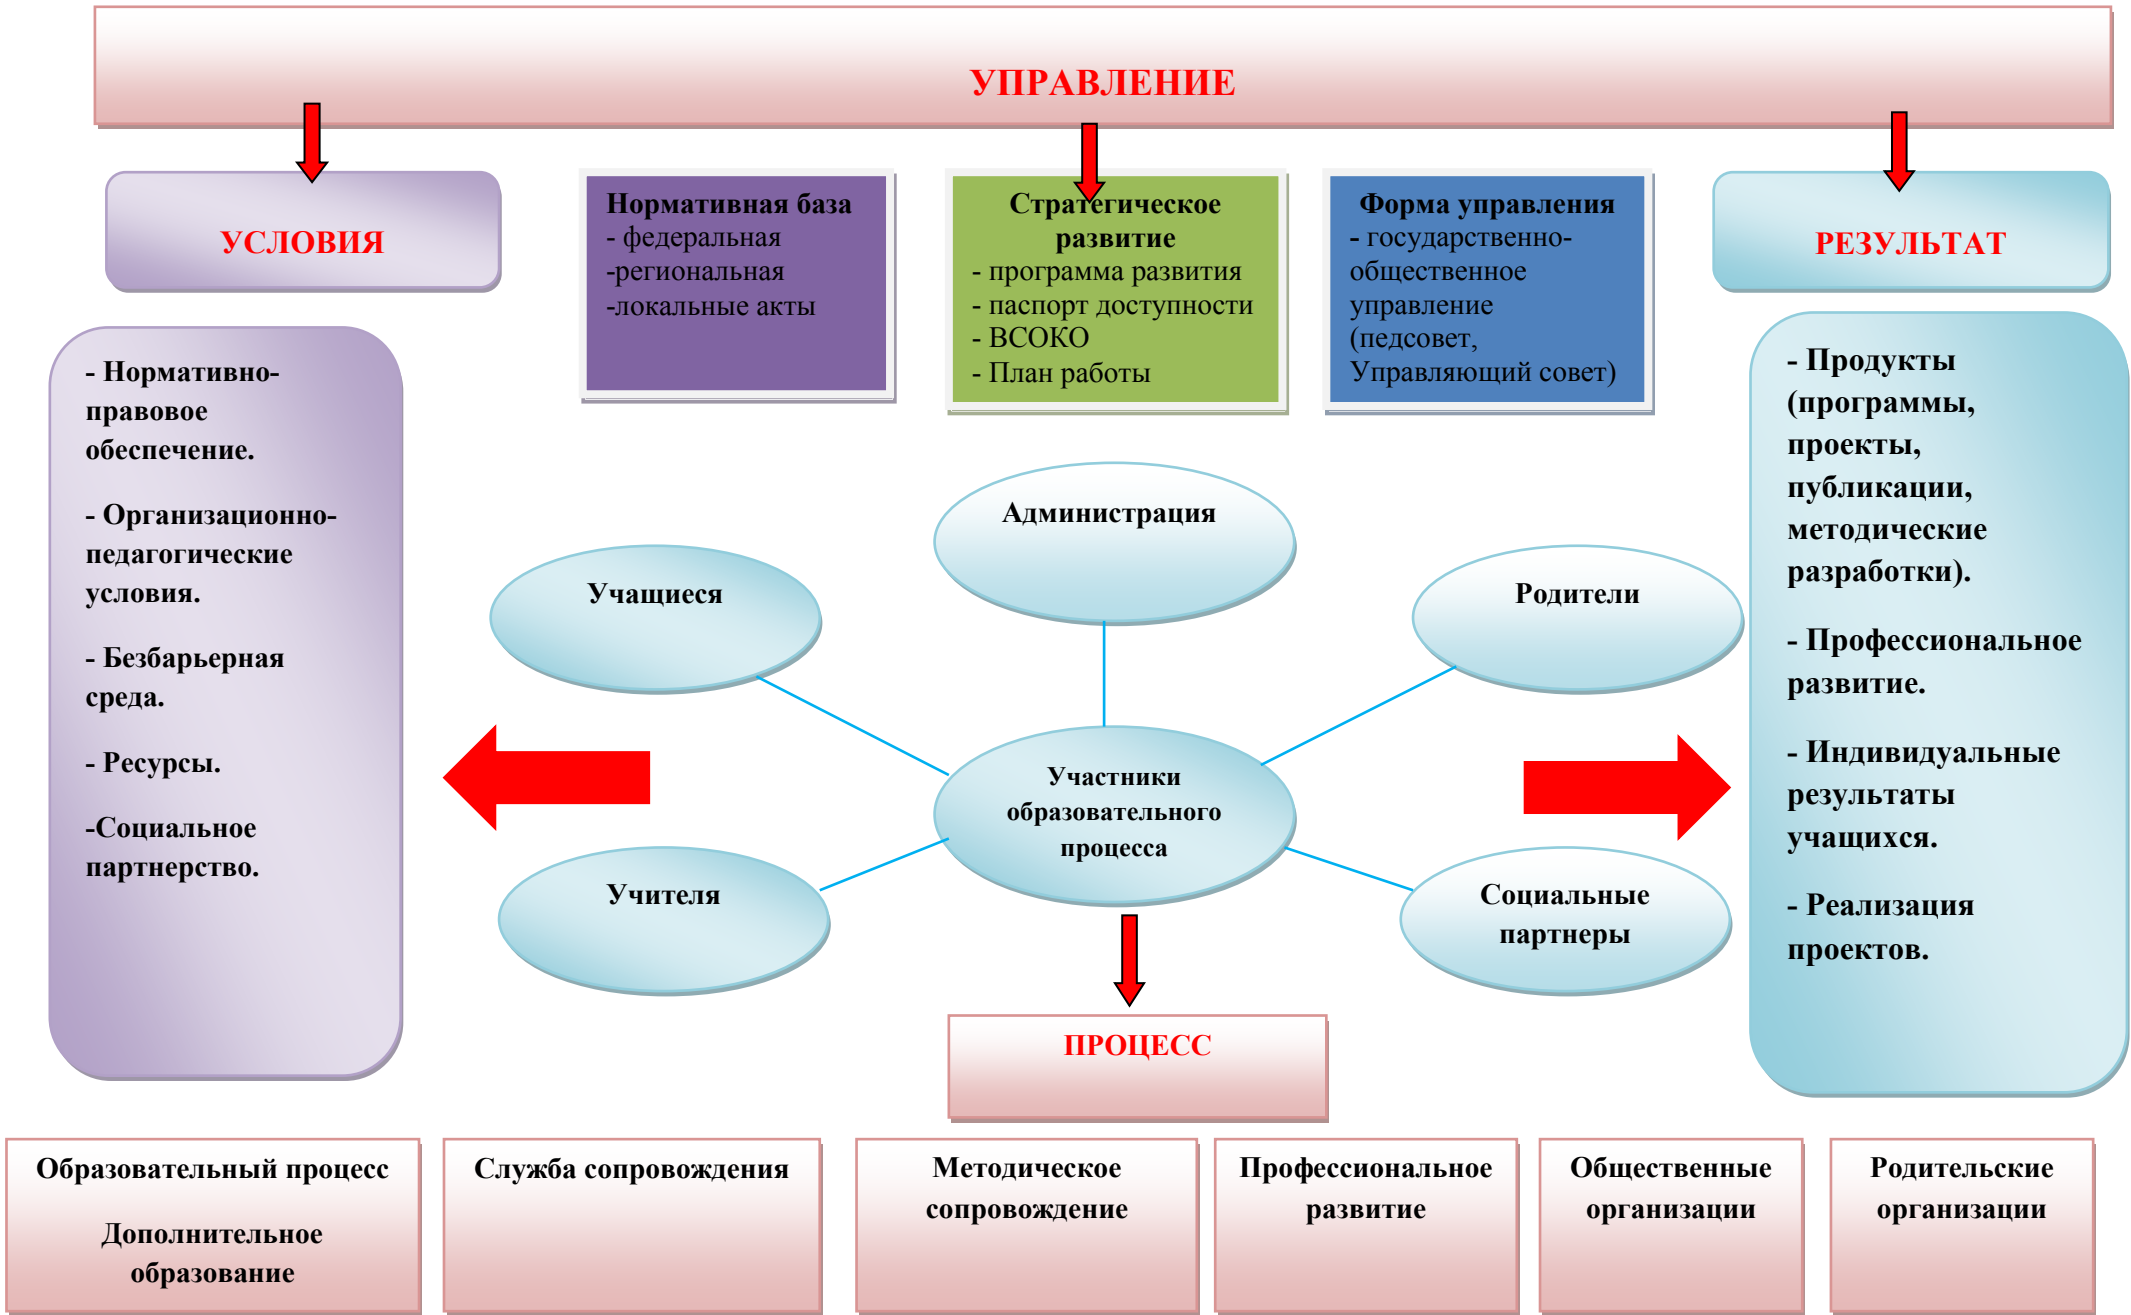 УПРАВЛЕНИЕ
УСЛОВИЯ
Нормативная база
- федеральная
-региональная
-локальные акты
Стратегическое
развитие
- программа развития
- паспорт доступности
- ВСОКО
- План работы
Форма управления
- государственно-
общественное
управление
(педсовет,
Управляющий совет)
РЕЗУЛЬТАТ
- Нормативно-
правовое
обеспечение.
- Организационно-
педагогические
условия.
- Безбарьерная
среда.
- Ресурсы.
-Социальное
партнерство.
Администрация
Учащиеся
Родители
Участники
образовательного
процесса
Учителя
Социальные
партнеры
- Продукты
(программы,
проекты,
публикации,
методические
разработки).
- Профессиональное
развитие.
- Индивидуальные
результаты
учащихся.
- Реализация
проектов.
ПРОЦЕСС
Образовательный процесс
Дополнительное
образование
Служба сопровождения
Методическое
сопровождение
Профессиональное
развитие
Общественные
организации
Родительские
организации